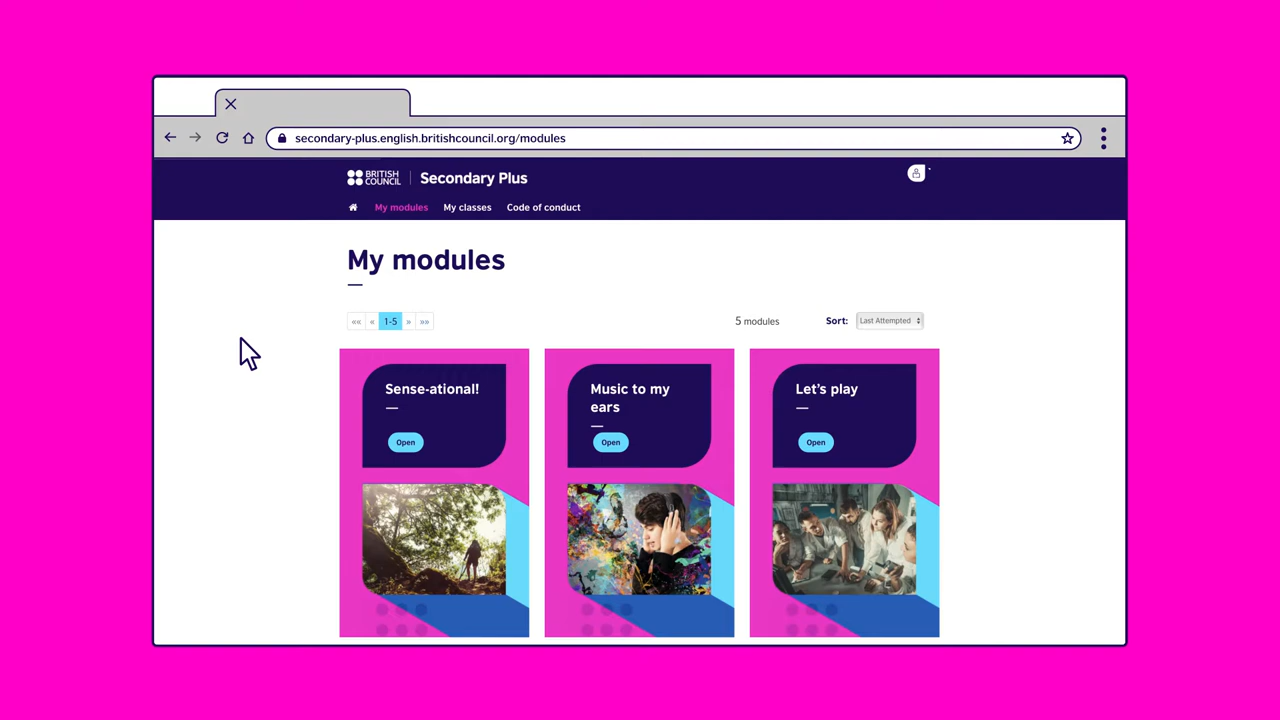 secondary-plus.english.britishcouncil.org/modules
BRITISH
COUNCIL
Secondary Plus
My modules
My classes
Code of conduct
My modules
«« « 1-5 » »»
5 modules
Sort:
Last Attempted
Sense-ational!
Open
Music to my
ears
Open
Let's play
Open